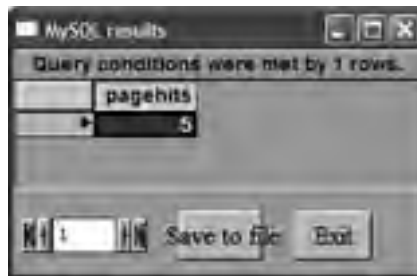 MySQL results
Query conditions were met by 1 rows.
pagehits
5
1
Save to file
Exit